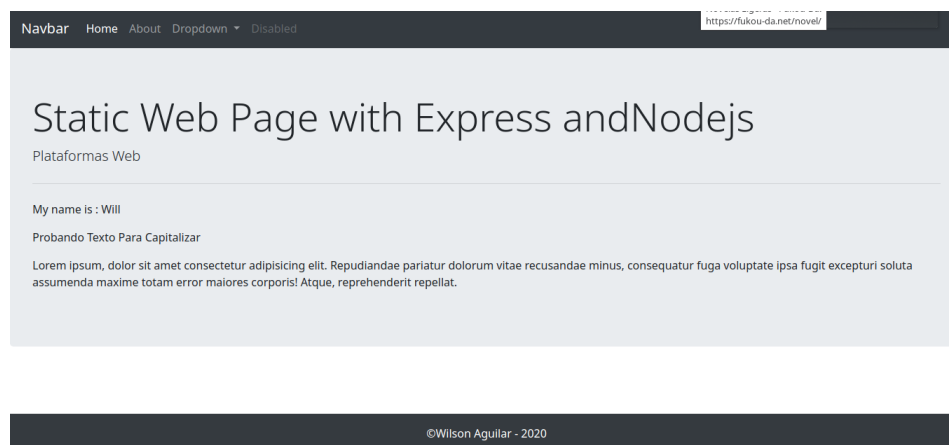 Navbar Home About Dropdown Disabled
https://fukou-da.net/novel/
Static Web Page with Express andNodejs
Plataformas Web
My name is : Will
Probando Texto Para Capitalizar
Lorem ipsum, dolor sit amet consectetur adipisicing elit. Repudiandae pariatur dolorum vitae recusandae minus, consequatur fuga voluptate ipsa fugit excepturi soluta
assumenda maxime totam error maiores corporis! Atque, reprehenderit repellat.
©Wilson Aguilar - 2020